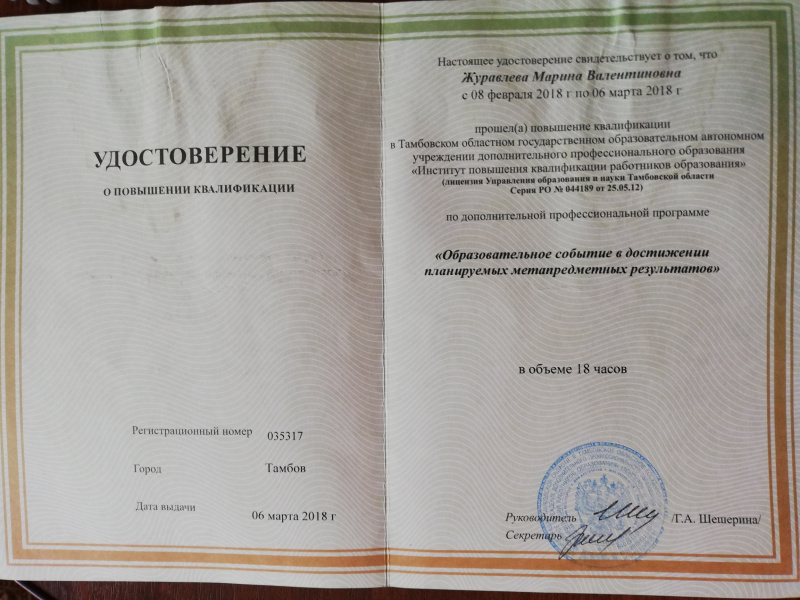 УДОСТОВЕРЕНИЕ
О ПОВЫШЕНИИ КВАЛИФИКАЦИИ
Регистрационный номер 035317
Город Тамбов
Дата выдачи 06 марта 2018 г
Настоящее удостоверение свидетельствует о том, что
Журавлева Марина Валентиновна
с 08 февраля 2018 г по 06 марта 2018 г
прошел(а) повышение квалификации
в Тамбовском областном государственном образовательном автономном
учреждении дополнительного профессионального образования
«Институт повышения квалификации работников образования»
(лицензия Управления образования и науки Тамбовской области
Серия РО № 044189 от 25.05.12)
по дополнительной профессиональной программе
«Образовательное событие в достижении
планируемых метапредметных результатов»
в объеме 18 часов
Руководитель /Г.А. Шешерина/
Секретарь